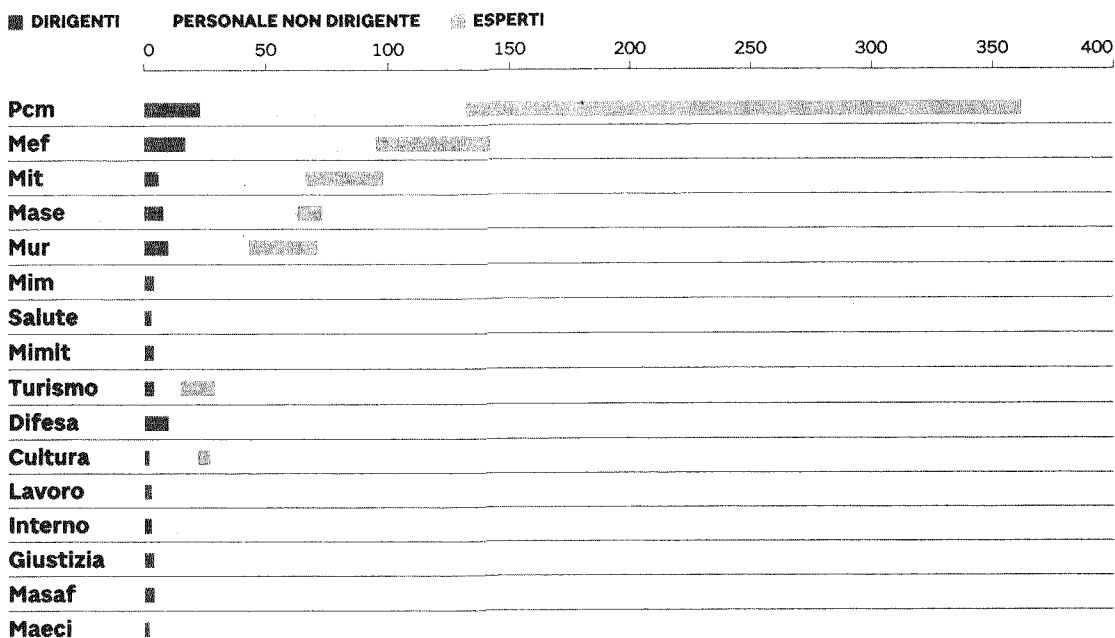 DIRIGENTI PERSONALE NON DIRIGENTE ESPERTI
0 50 100 150 200 250 300 350 400
Pcm
Mef
Mit
Mase
Mur
Mim
Salute
Mimit
Turismo
Difesa
Cultura
Lavoro
Interno
Giustizia
Masaf
Maeci